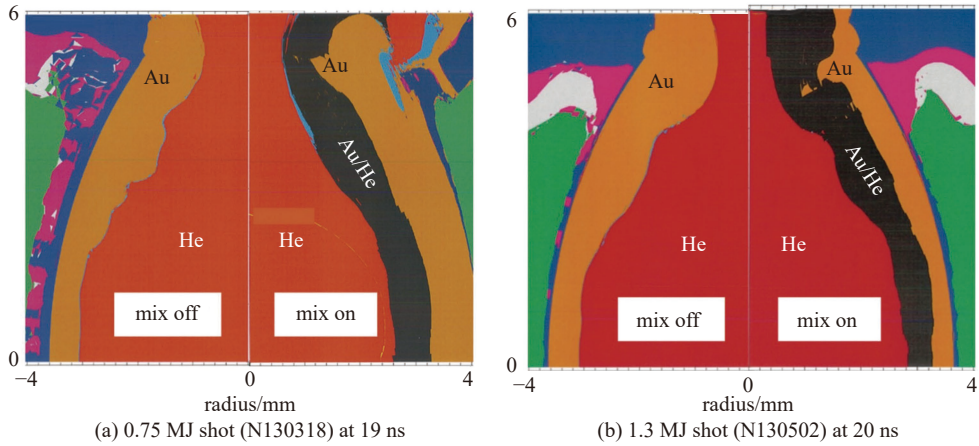 6
Au
Au
Au/He
He
He
mix off
mix on
0
−4
0
4
radius/mm
(a) 0.75 MJ shot (N130318) at 19 ns
6
Au
Au
Au/He
He
He
mix off
mix on
0
−4
0
4
radius/mm
(b) 1.3 MJ shot (N130502) at 20 ns